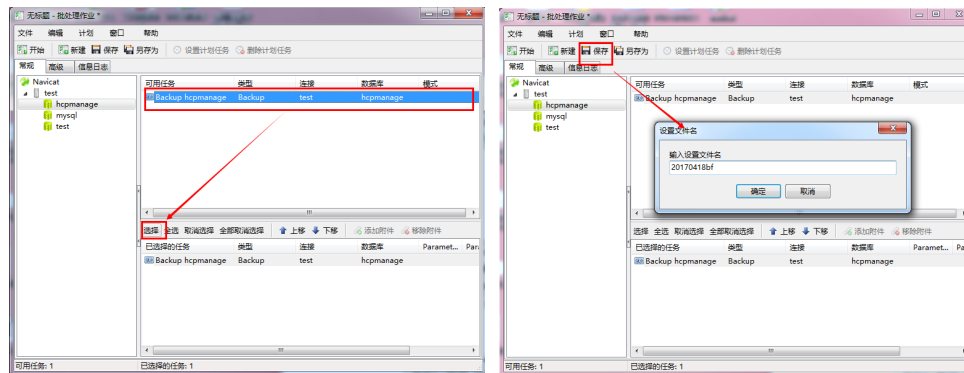 无标题 - 批处理作业 *
文件 编辑 计划 窗口 帮助
开始 新建 保存 另存为 设置计划任务 删除计划任务
常规 高级 信息日志
Navicat
test
hcpmanage
mysql
test
可用任务 类型 连接 数据库 模式
Backup hcpmanage Backup test hcpmanage
选择 全选 取消选择 全部取消选择 上移 下移 添加附件 移除附件
已选择的任务 类型 连接 数据库 Paramet... Par
Backup hcpmanage Backup test hcpmanage
可用任务: 1 已选择的任务: 1
无标题 - 批处理作业 *
文件 编辑 计划 窗口 帮助
开始 新建 保存 另存为 设置计划任务 删除计划任务
常规 高级 信息日志
Navicat
test
hcpmanage
mysql
test
可用任务 类型 连接 数据库 模式
Backup hcpmanage Backup test hcpmanage
设置文件名
输入设置文件名
20170418bf
确定 取消
选择 全选 取消选择 全部取消选择 上移 下移 添加附件 移除附件
已选择的任务 类型 连接 数据库 Paramet... Pa
Backup hcpmanage Backup test hcpmanage
可用任务: 1 已选择的任务: 1